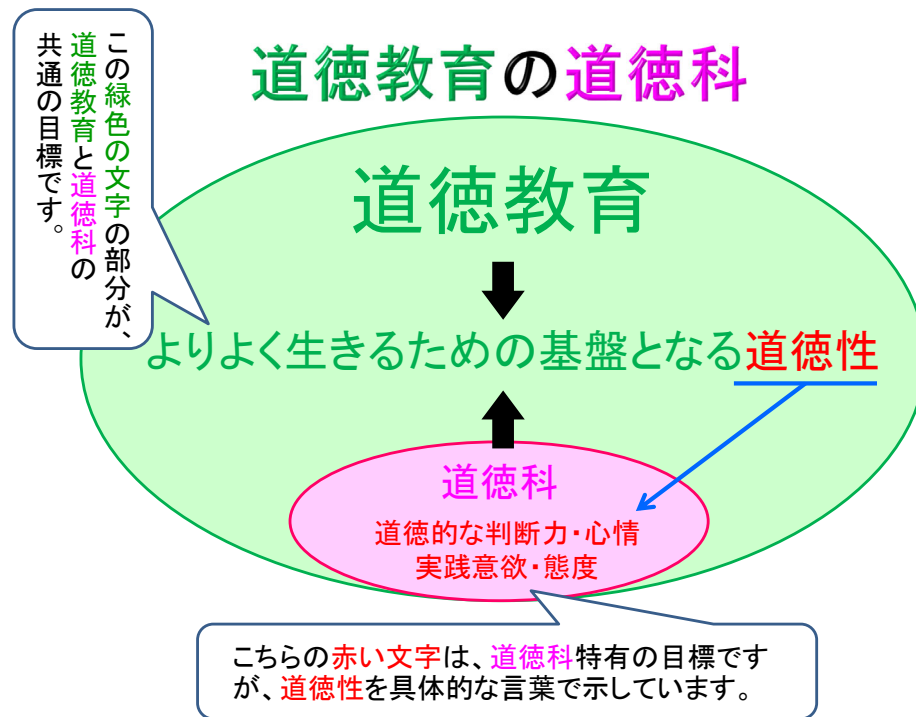 道徳教育の道徳科
この緑色の文字の部分が、
道徳教育と道徳科の
共通の目標です。
道徳教育
よりよく生きるための基盤となる道徳性
道徳科
道徳的な判断力・心情
実践意欲・態度
こちらの赤い文字は、道徳科特有の目標です
が、道徳性を具体的な言葉で示しています。